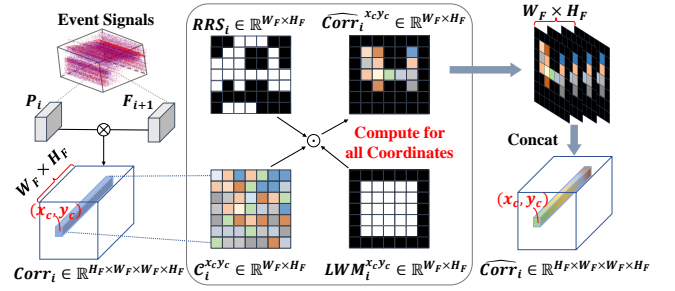 Event Signals
P_i
F_{i+1}
⊗
W_F × H_F
(x_c, y_c)
Corr_i ∈ ℝ^{H_F×W_F×W_F×H_F}
RRS_i ∈ ℝ^{W_F×H_F}
\widehat{Corr}_i^{x_c y_c} ∈ ℝ^{W_F×H_F}
⊙
Compute for
all Coordinates
C_i^{x_c y_c} ∈ ℝ^{W_F×H_F}
LWM_i^{x_c y_c} ∈ ℝ^{W_F×H_F}
W_F × H_F
Concat
(x_c, y_c)
\widehat{Corr}_i ∈ ℝ^{H_F×W_F×W_F×H_F}